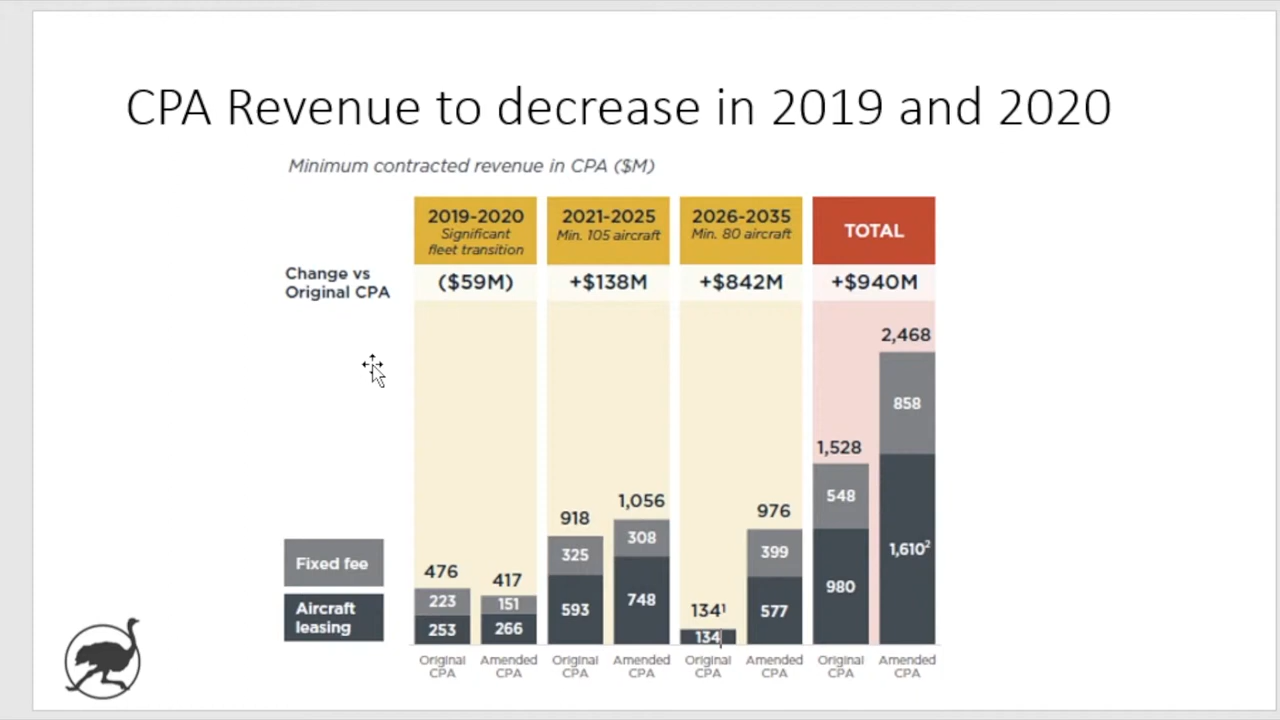 CPA Revenue to decrease in 2019 and 2020
Minimum contracted revenue in CPA ($M)
2019-2020
Significant
fleet transition
2021-2025
Min. 105 aircraft
2026-2035
Min. 80 aircraft
TOTAL
Change vs
Original CPA
($59M)
+$138M
+$842M
+$940M
2,468
858
1,528
548
1,610²
980
1,056
918
308
325
748
593
976
399
577
134¹
134
476
417
223
151
253
266
Fixed fee
Aircraft
leasing
Original
CPA
Amended
CPA
Original
CPA
Amended
CPA
Original
CPA
Amended
CPA
Original
CPA
Amended
CPA